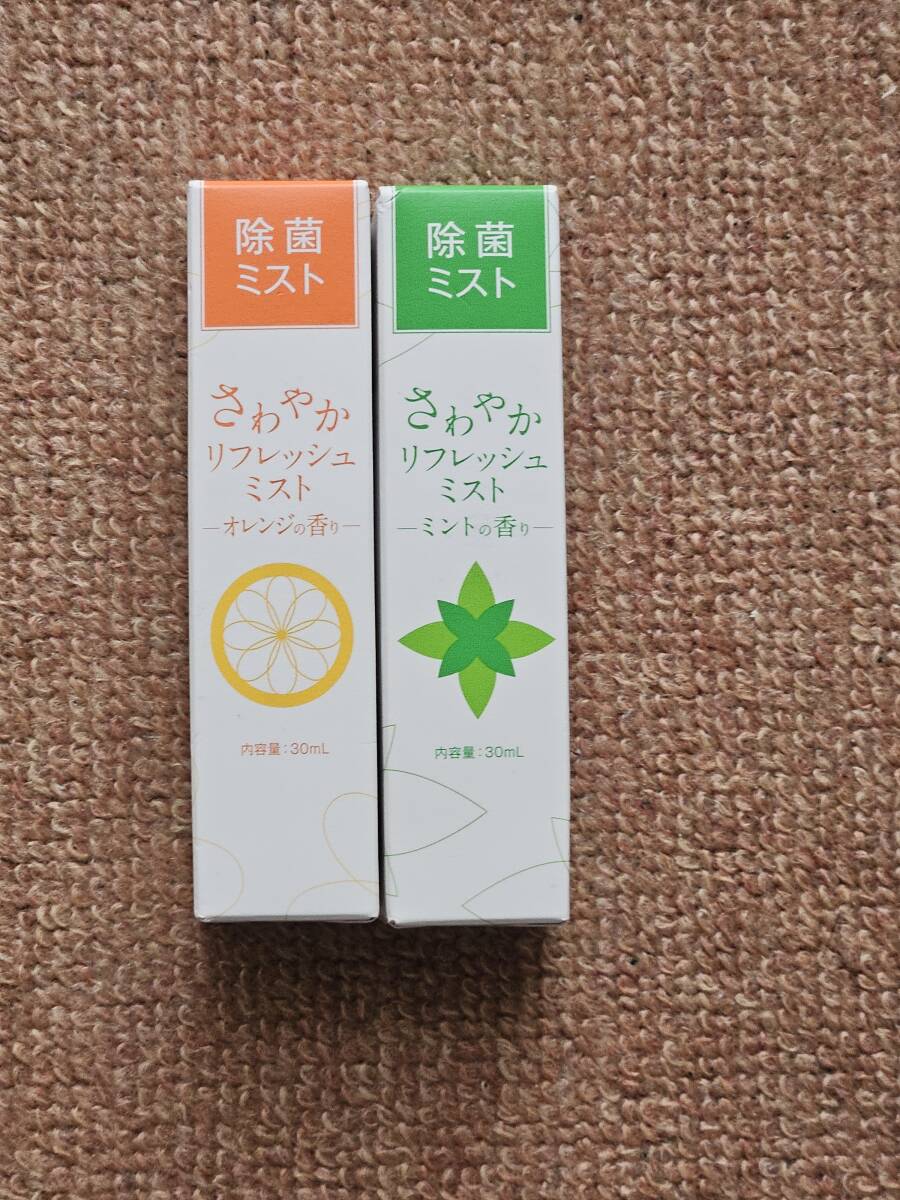 除菌
ミスト
さわやか
リフレッシュ
ミスト
―オレンジの香り―
内容量：30mL
除菌
ミスト
さわやか
リフレッシュ
ミスト
―ミントの香り―
内容量：30mL